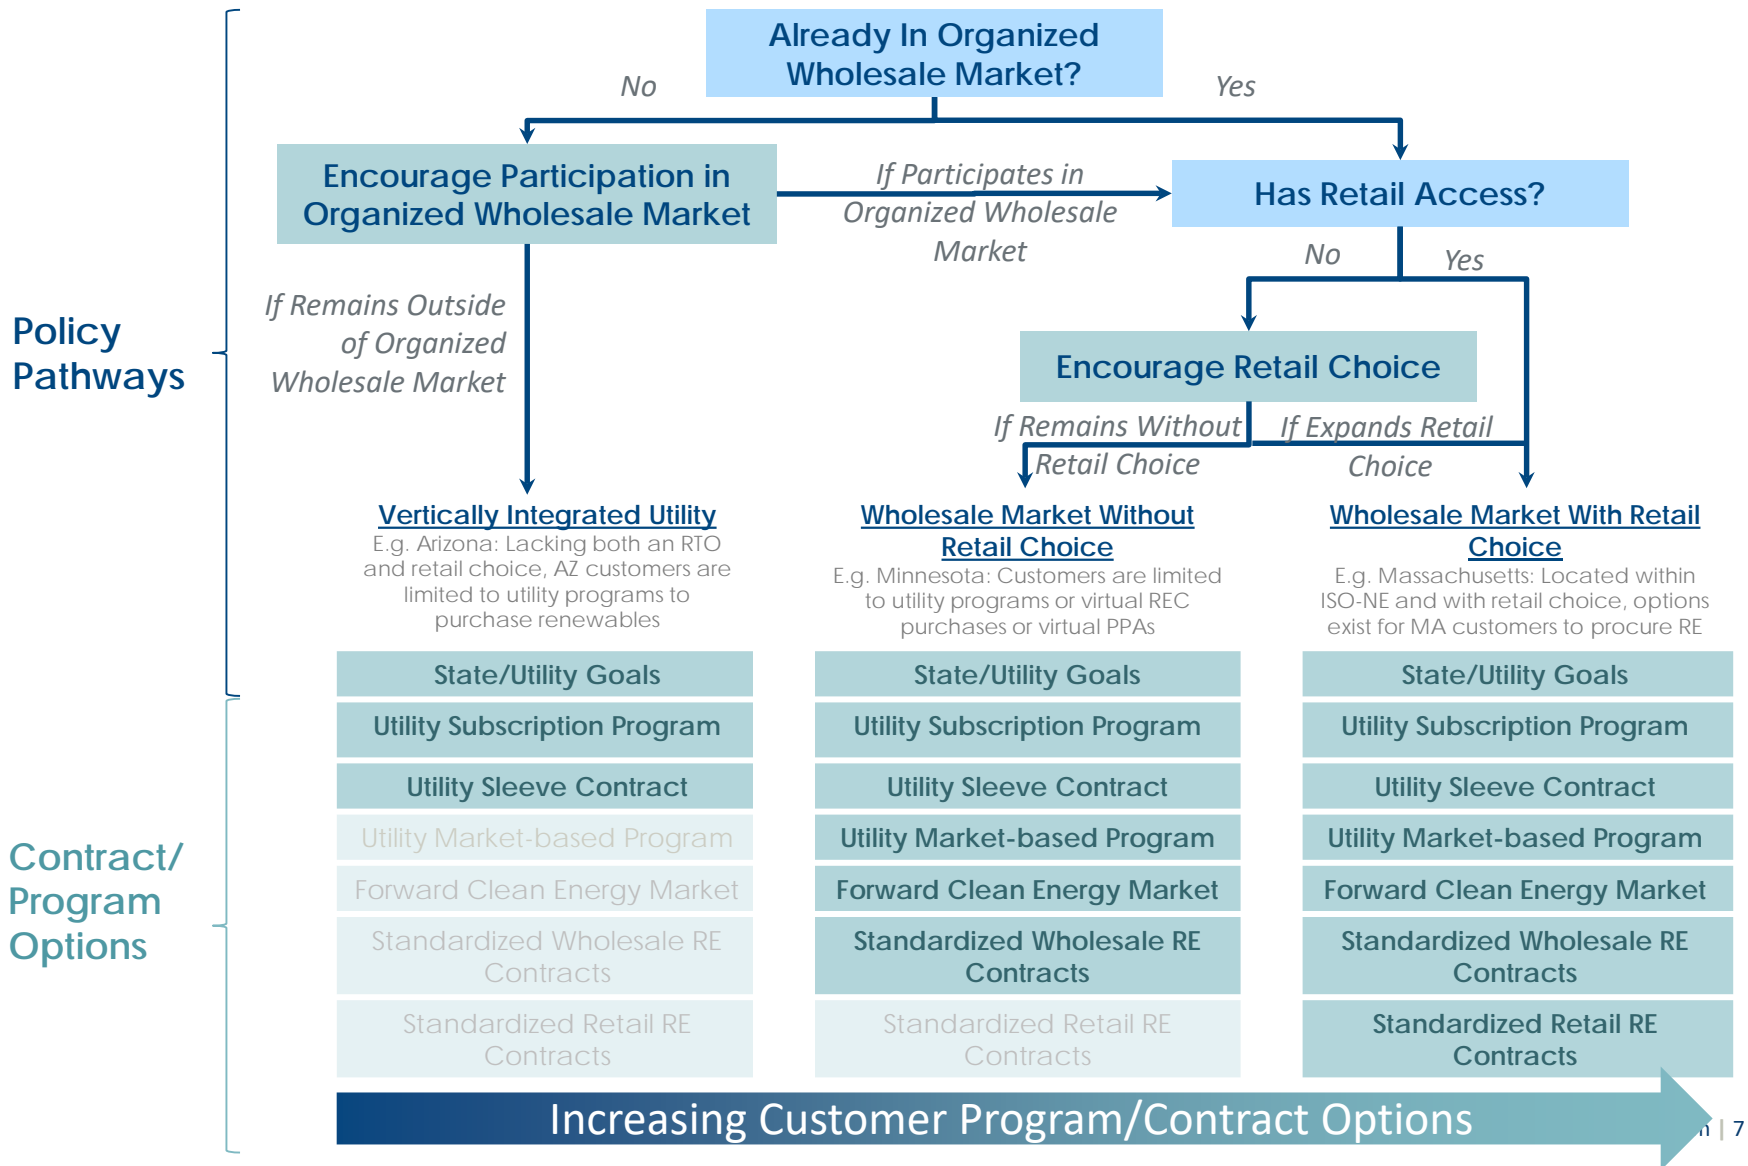 Already In Organized
Wholesale Market?
No
Yes
Encourage Participation in
Organized Wholesale Market
If Participates in
Organized Wholesale
Market
Has Retail Access?
No
Yes
If Remains Outside
of Organized
Wholesale Market
Policy
Pathways
Encourage Retail Choice
If Remains Without
Retail Choice
If Expands Retail
Choice
Vertically Integrated Utility
E.g. Arizona: Lacking both an RTO
and retail choice, AZ customers are
limited to utility programs to
purchase renewables
Wholesale Market Without
Retail Choice
E.g. Minnesota: Customers are limited
to utility programs or virtual REC
purchases or virtual PPAs
Wholesale Market With Retail
Choice
E.g. Massachusetts: Located within
ISO-NE and with retail choice, options
exist for MA customers to procure RE
Contract/
Program
Options
State/Utility Goals
Utility Subscription Program
Utility Sleeve Contract
Utility Market-based Program
Forward Clean Energy Market
Standardized Wholesale RE
Contracts
Standardized Retail RE
Contracts
State/Utility Goals
Utility Subscription Program
Utility Sleeve Contract
Utility Market-based Program
Forward Clean Energy Market
Standardized Wholesale RE
Contracts
Standardized Retail RE
Contracts
State/Utility Goals
Utility Subscription Program
Utility Sleeve Contract
Utility Market-based Program
Forward Clean Energy Market
Standardized Wholesale RE
Contracts
Standardized Retail RE
Contracts
Increasing Customer Program/Contract Options
| 7